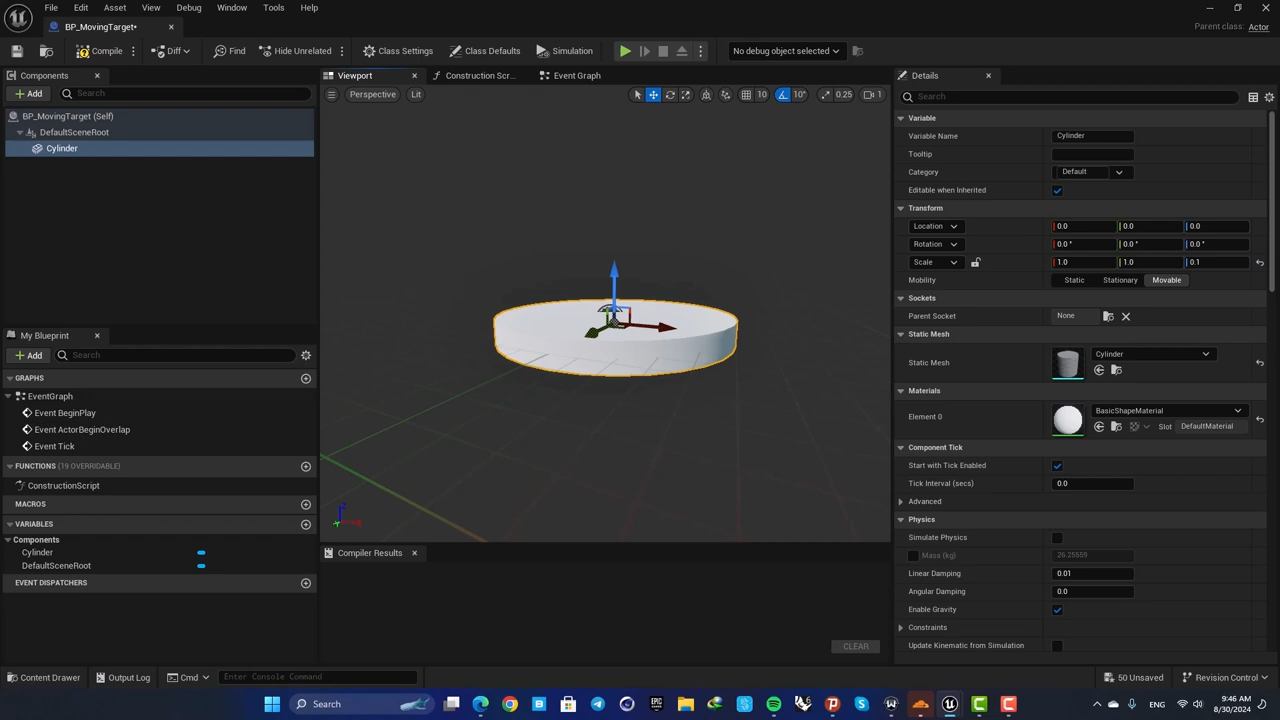 File Edit Asset View Debug Window Tools Help
BP_MovingTarget*
Parent class: Actor
Compile Diff Find Hide Unrelated Class Settings Class Defaults Simulation No debug object selected
Components Viewport Construction Scr... Event Graph Details
Add Search Perspective Lit 10 10° 0.25 1 Search
BP_MovingTarget (Self)
DefaultSceneRoot
Cylinder
Variable
Variable Name Cylinder
Tooltip
Category Default
Editable when Inherited
Transform
Location 0.0 0.0 0.0
Rotation 0.0 ° 0.0 ° 0.0 °
Scale 1.0 1.0 0.1
Mobility Static Stationary Movable
Sockets
Parent Socket None
Static Mesh
Static Mesh Cylinder
Materials
Element 0 BasicShapeMaterial
Slot DefaultMaterial
Component Tick
Start with Tick Enabled
Tick Interval (secs) 0.0
Advanced
Physics
Simulate Physics
Mass (kg) 26.25559
Linear Damping 0.01
Angular Damping 0.0
Enable Gravity
Constraints
Update Kinematic from Simulation
My Blueprint
Add Search
GRAPHS
EventGraph
Event BeginPlay
Event ActorBeginOverlap
Event Tick
FUNCTIONS (19 OVERRIDABLE)
ConstructionScript
MACROS
VARIABLES
Components
Cylinder
DefaultSceneRoot
EVENT DISPATCHERS
Z
Compiler Results
CLEAR
Content Drawer Output Log Cmd Enter Console Command 50 Unsaved Revision Control
Search
ENG
9:46 AM
8/30/2024